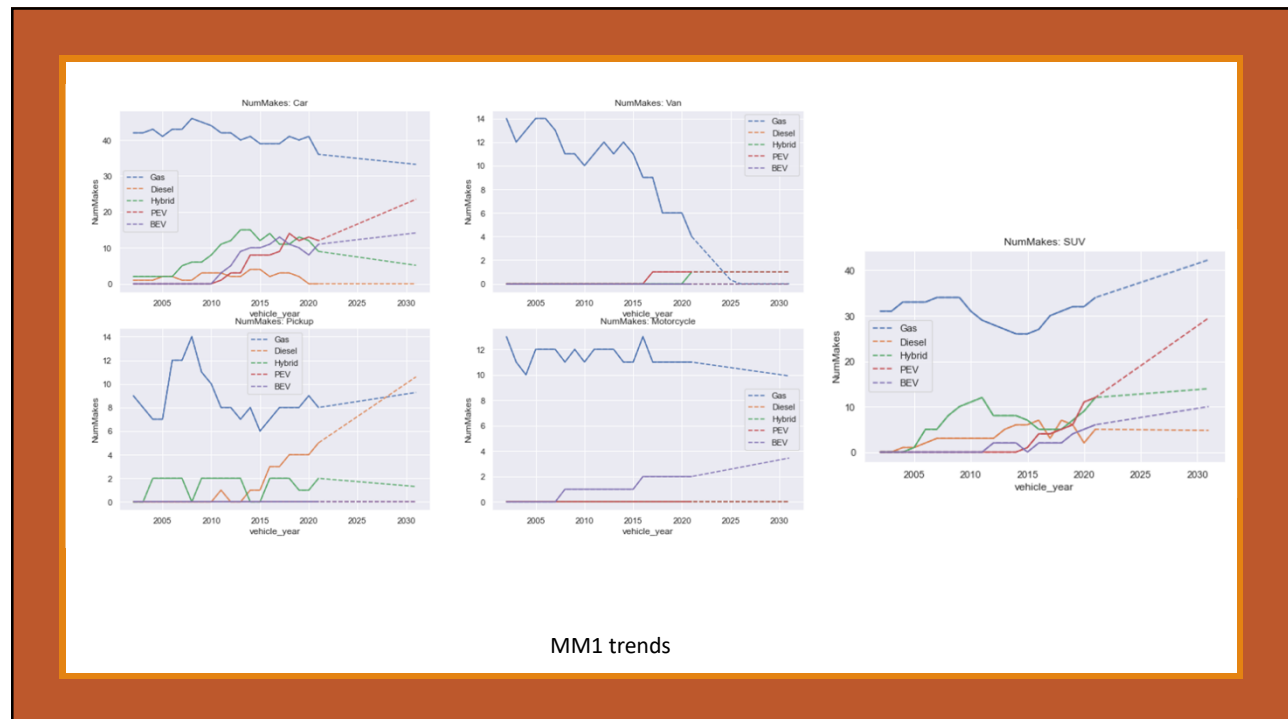 NumMakes: Car
NumMakes
40
30
20
10
0
Gas
Diesel
Hybrid
PEV
BEV
2005 2010 2015 2020 2025 2030
vehicle_year
NumMakes: Van
NumMakes
14
12
10
8
6
4
2
0
Gas
Diesel
Hybrid
PEV
BEV
2005 2010 2015 2020 2025 2030
vehicle_year
NumMakes: Pickup
NumMakes
14
12
10
8
6
4
2
0
Gas
Diesel
Hybrid
PEV
BEV
2005 2010 2015 2020 2025 2030
vehicle_year
NumMakes: Motorcycle
NumMakes
12
10
8
6
4
2
0
Gas
Diesel
Hybrid
PEV
BEV
2005 2010 2015 2020 2025 2030
vehicle_year
NumMakes: SUV
NumMakes
40
30
20
10
0
Gas
Diesel
Hybrid
PEV
BEV
2005 2010 2015 2020 2025 2030
vehicle_year
MM1 trends